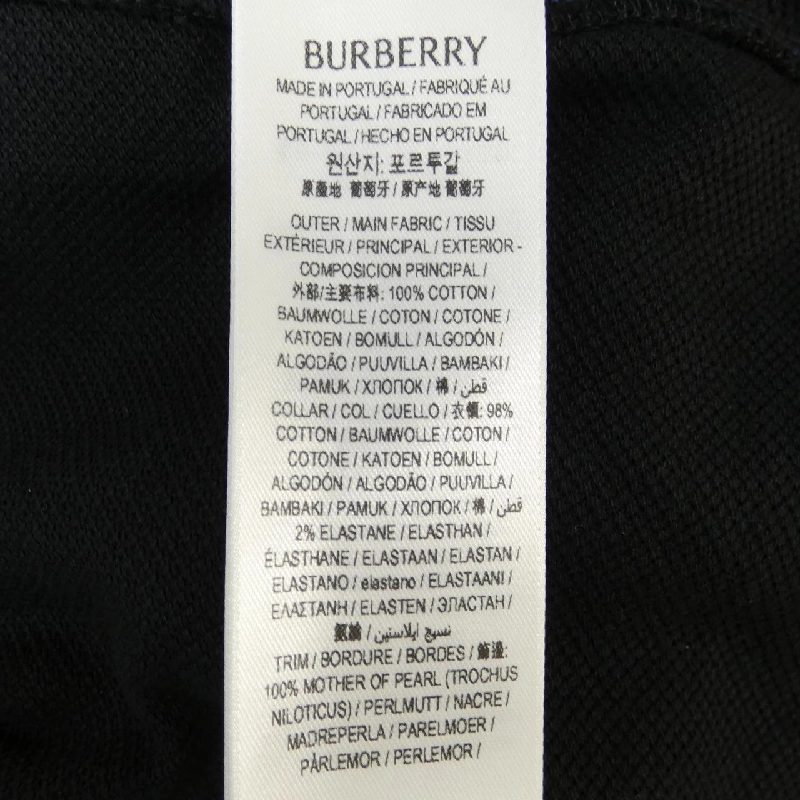 BURBERRY
MADE IN PORTUGAL / FABRIQUÉ AU
PORTUGAL / FABRICADO EM
PORTUGAL / HECHO EN PORTUGAL
원산지: 포르투갈
原產地 葡萄牙 / 原产地 葡萄牙
OUTER / MAIN FABRIC / TISSU
EXTÉRIEUR / PRINCIPAL / EXTERIOR -
COMPOSICION PRINCIPAL /
外部/主要布料: 100% COTTON /
BAUMWOLLE / COTON / COTONE /
KATOEN / BOMULL / ALGODÓN /
ALGODÃO / PUUVILLA / BAMBAKI /
PAMUK / ХЛОПОК / 棉 / قطن
COLLAR / COL / CUELLO / 衣領: 98%
COTTON / BAUMWOLLE / COTON /
COTONE / KATOEN / BOMULL /
ALGODÓN / ALGODÃO / PUUVILLA /
BAMBAKI / PAMUK / ХЛОПОК / 棉 / قطن
2% ELASTANE / ELASTHAN /
ÉLASTHANE / ELASTAAN / ELASTAN /
ELASTANO / elastano / ELASTAANI /
ΕΛΑΣΤΑΝΗ / ELASTEN / ЭЛАСТАН /
氨綸 / نسيج ايلاستين
TRIM / BORDURE / BORDES / 飾邊:
100% MOTHER OF PEARL (TROCHUS
NILOTICUS) / PERLMUTT / NACRE /
MADREPERLA / PARELMOER /
PÄRLEMOR / PERLEMOR /